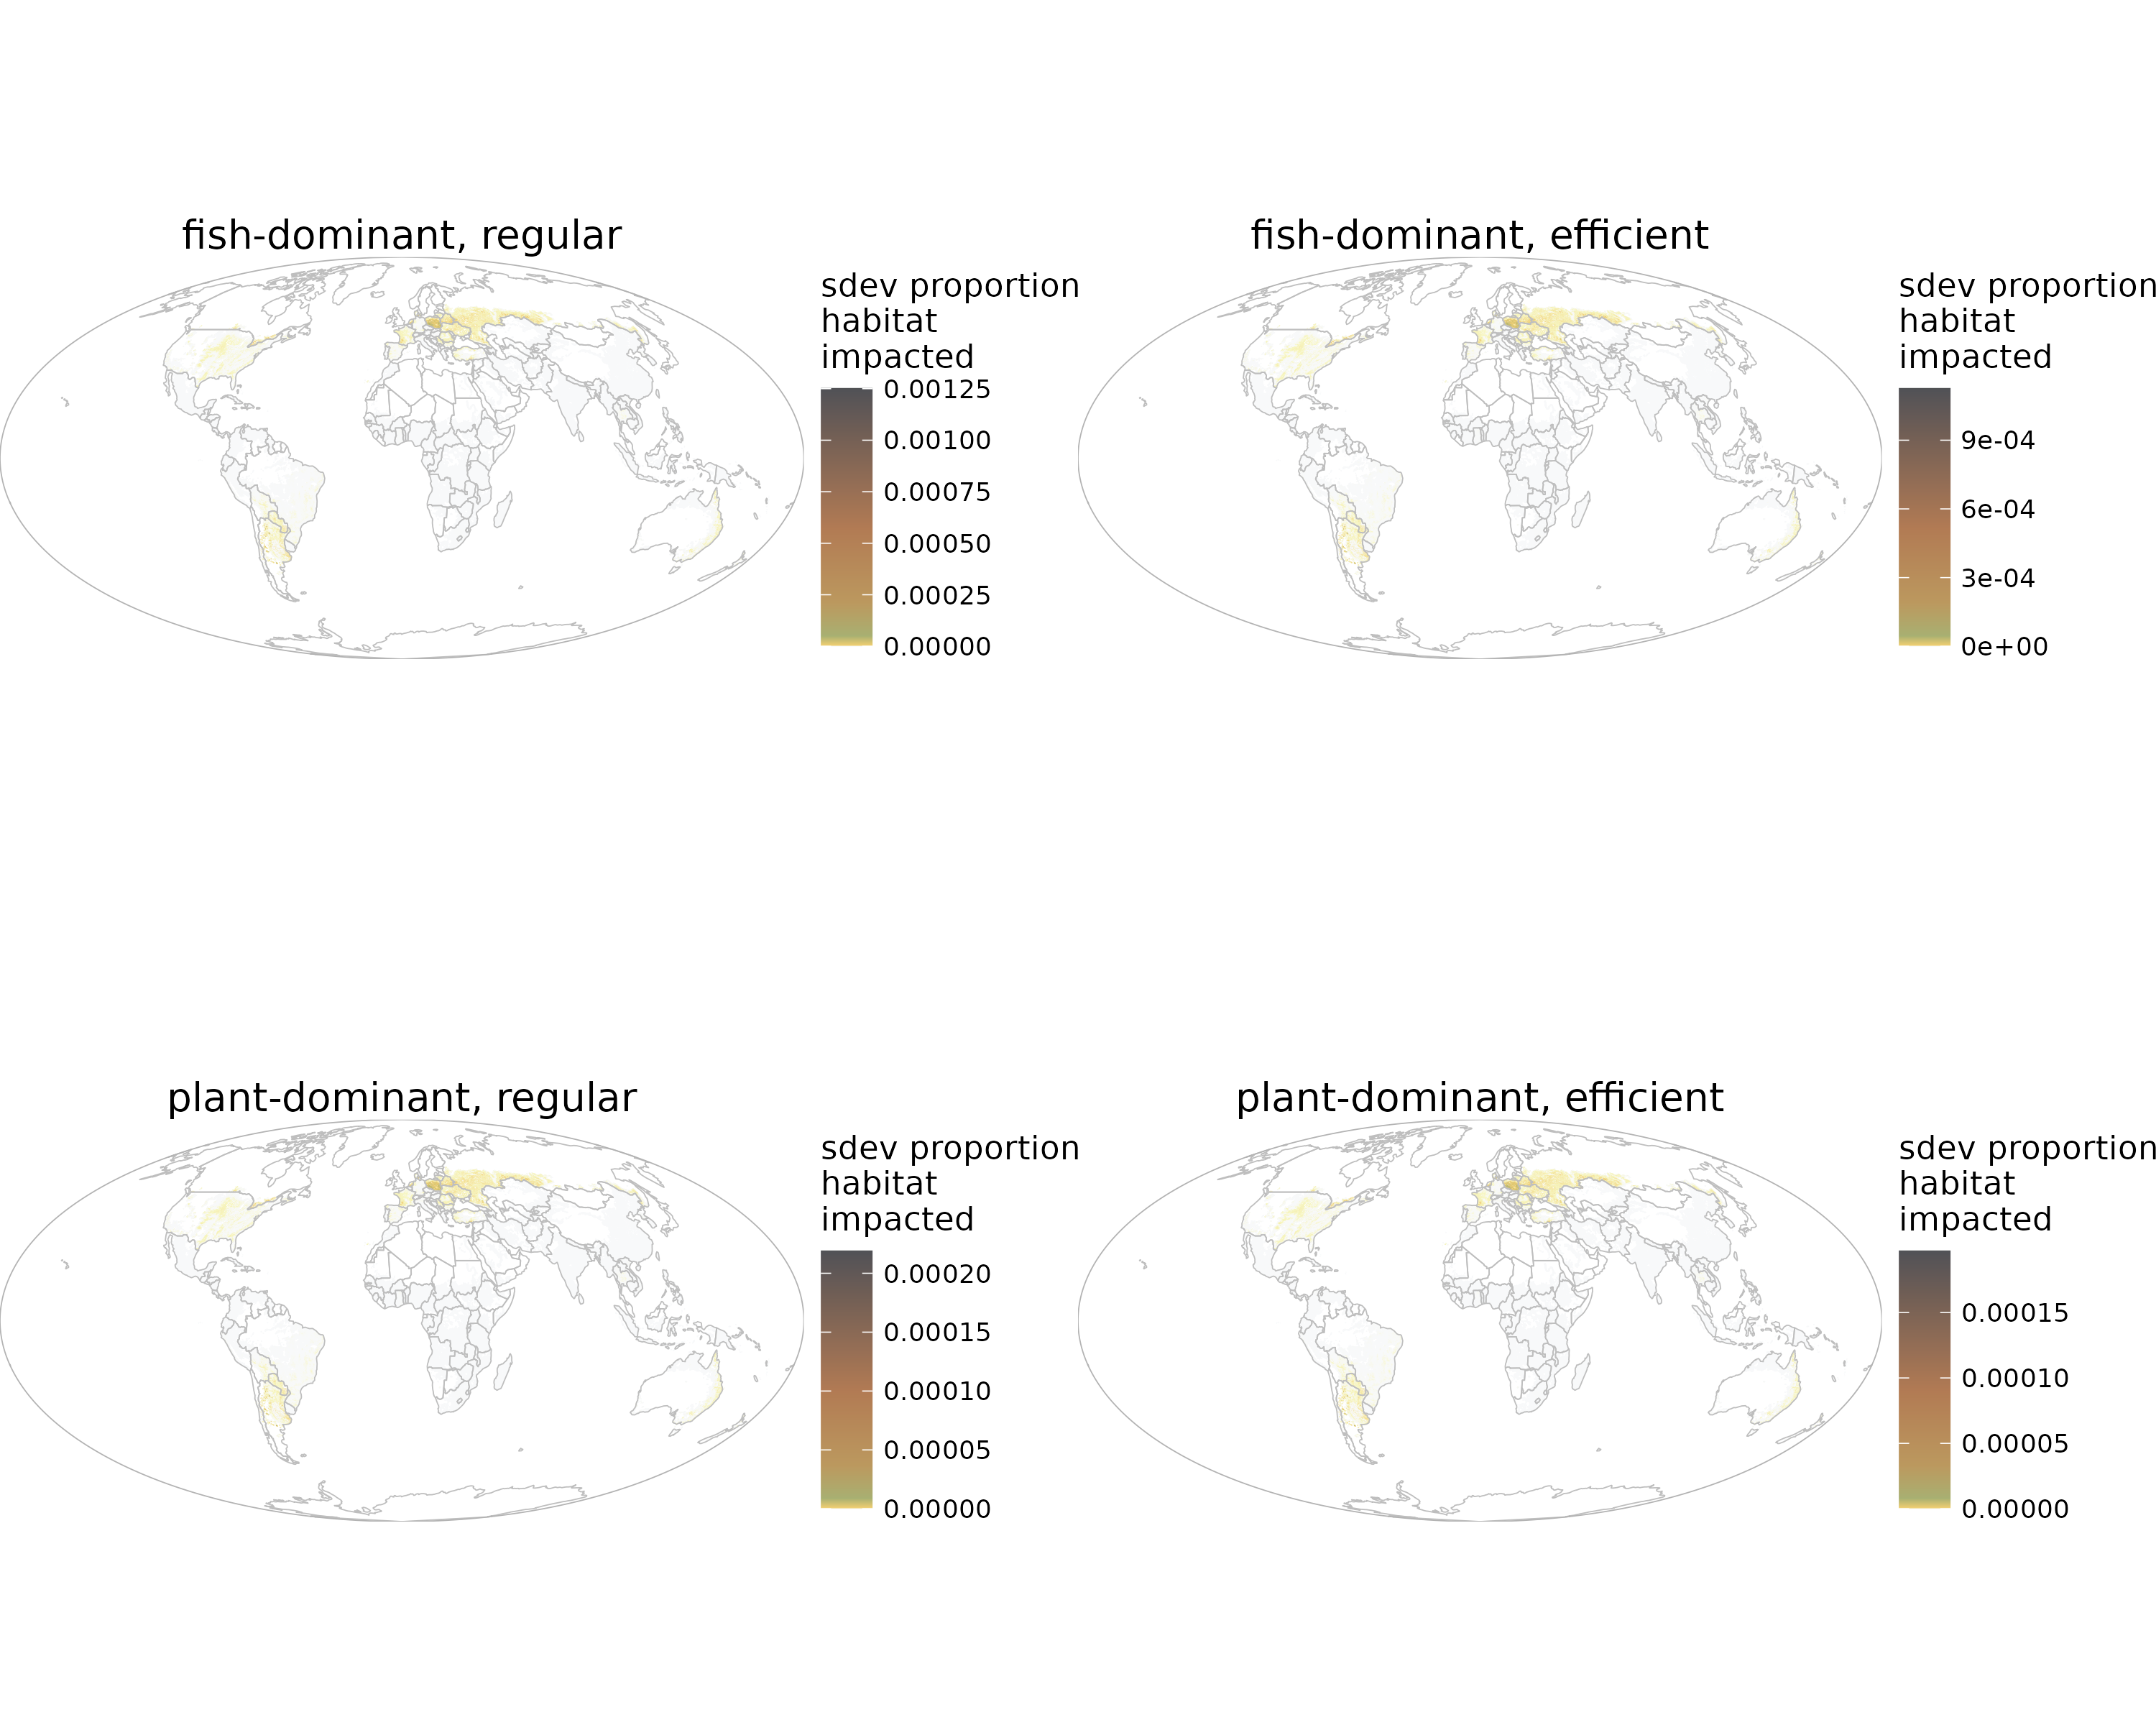 fish-dominant, regular
sdev proportion
habitat
impacted
0.00125
0.00100
0.00075
0.00050
0.00025
0.00000
fish-dominant, efficient
sdev proportion
habitat
impacted
9e-04
6e-04
3e-04
0e+00
plant-dominant, regular
sdev proportion
habitat
impacted
0.00020
0.00015
0.00010
0.00005
0.00000
plant-dominant, efficient
sdev proportion
habitat
impacted
0.00015
0.00010
0.00005
0.00000